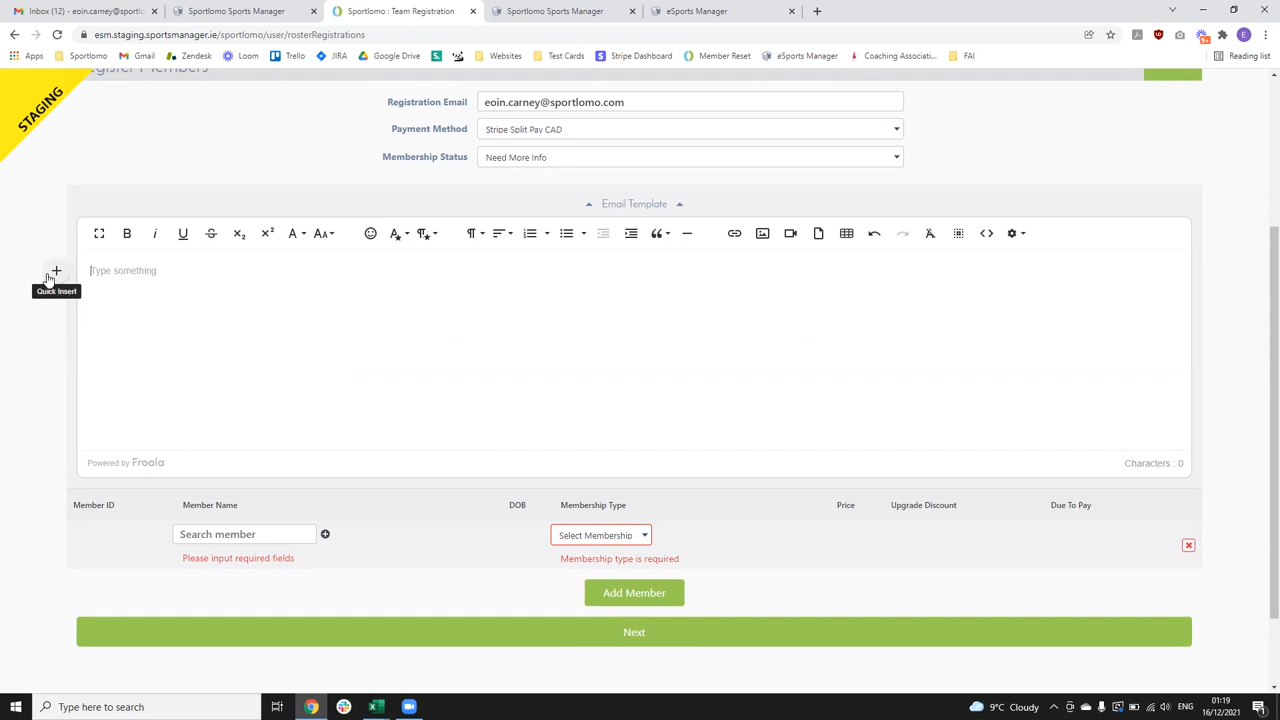 Inbox (12) - eoin.carney@sportlo
Sportlomo Sports Manager
Sportlomo : Team Registration
Sportlomo Sports Manager
eSports Manager
esm.staging.sportsmanager.ie/sportlomo/user/rosterRegistrations
E
Apps
Sportlomo
Gmail
Zendesk
Loom
TRELLO
JIRA
Google Drive
Stripe
Websites
Test Cards
Stripe Dashboard
Member Reset
eSports Manager
Coaching Associati...
FAI
Reading list
Register Members
STAGING
Registration Email
eoin.carney@sportlomo.com
Payment Method
Stripe Split Pay CAD
Membership Status
Need More Info
Email Template
Type something
Quick Insert
Powered by Froala
Characters : 0
Member ID
Member Name
DOB
Membership Type
Price
Upgrade Discount
Due To Pay
Search member
Select Membership
Please input required fields
Membership type is required
Add Member
Next
Type here to search
9°C Cloudy
ENG
01:19
16/12/2021